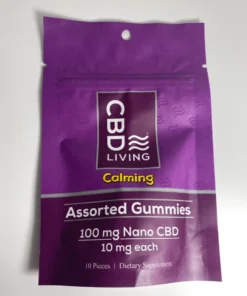 CBD
LIVING
Calming
Assorted Gummies
100 mg Nano CBD
10 mg each
10 Pieces | Dietary Supplement